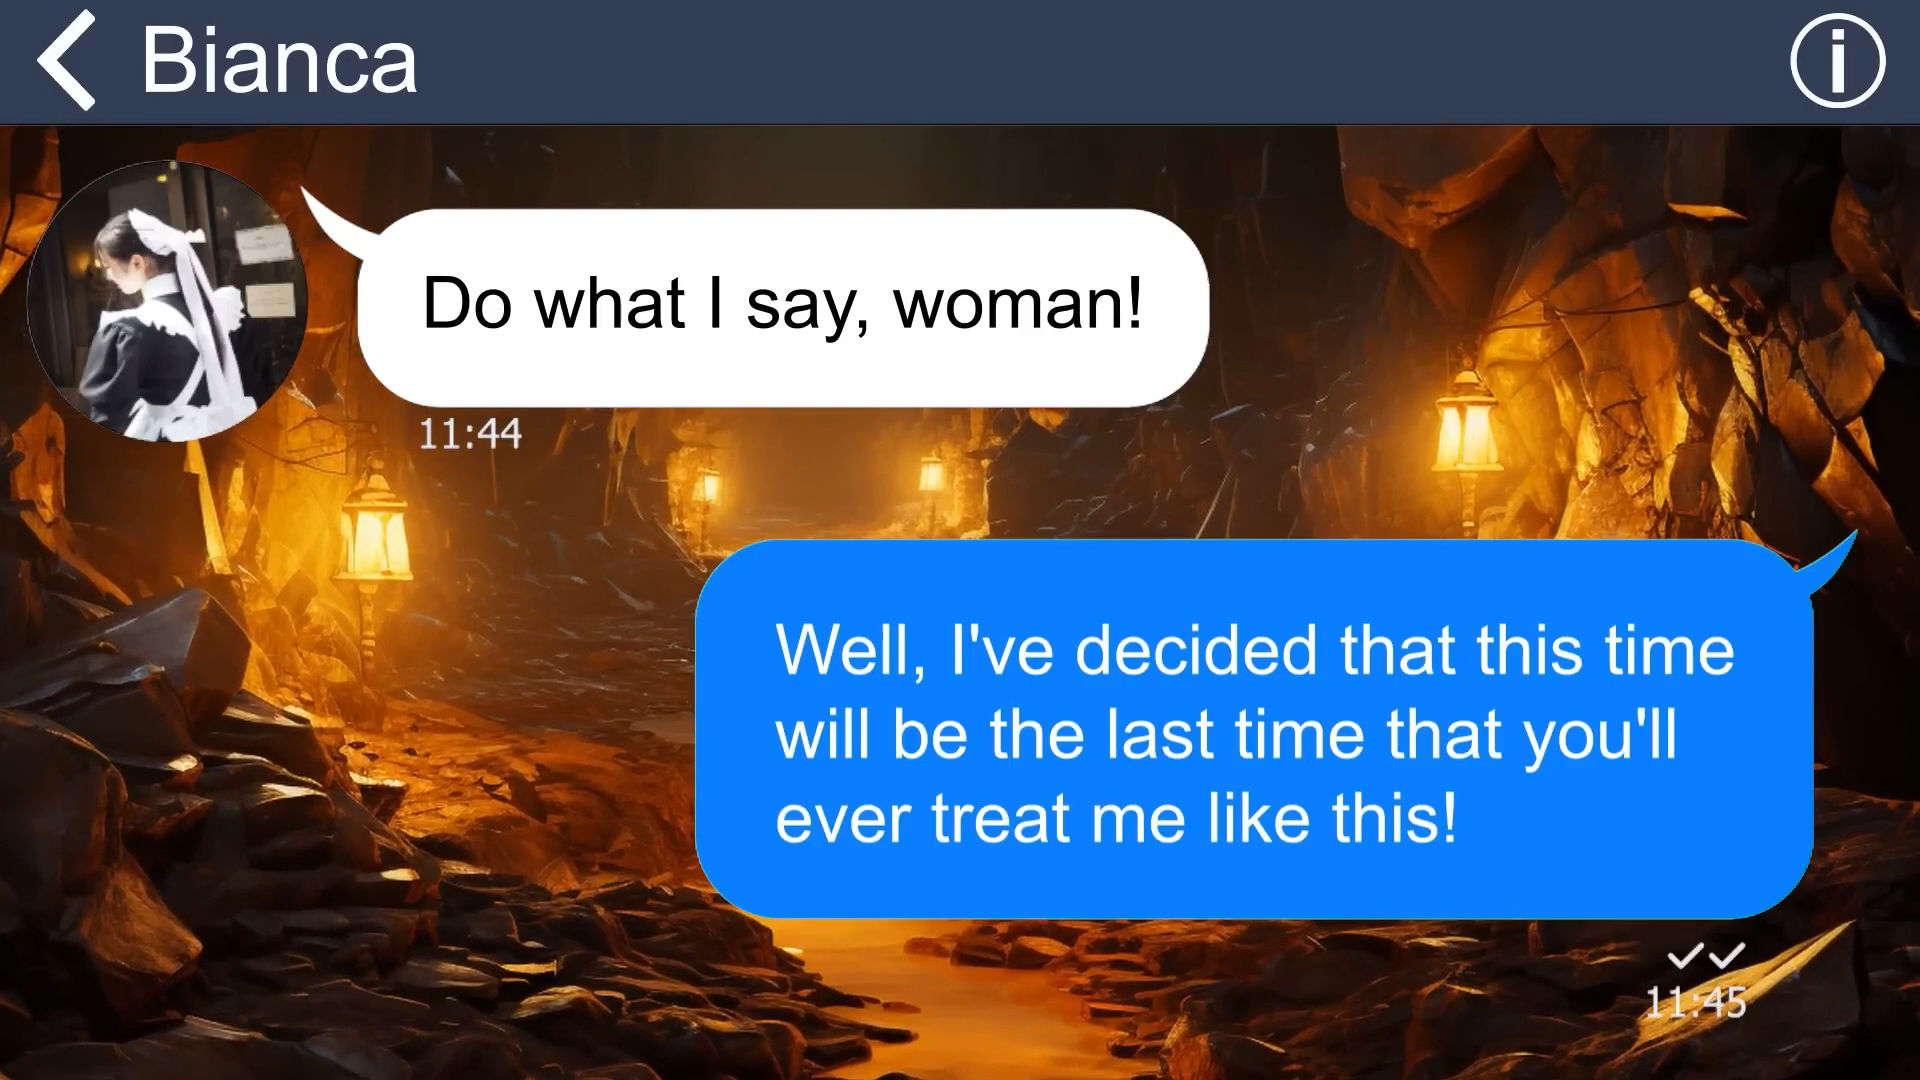 Bianca
Do what I say, woman!
11:44
Well, I've decided that this time
will be the last time that you'll
ever treat me like this!
11:45